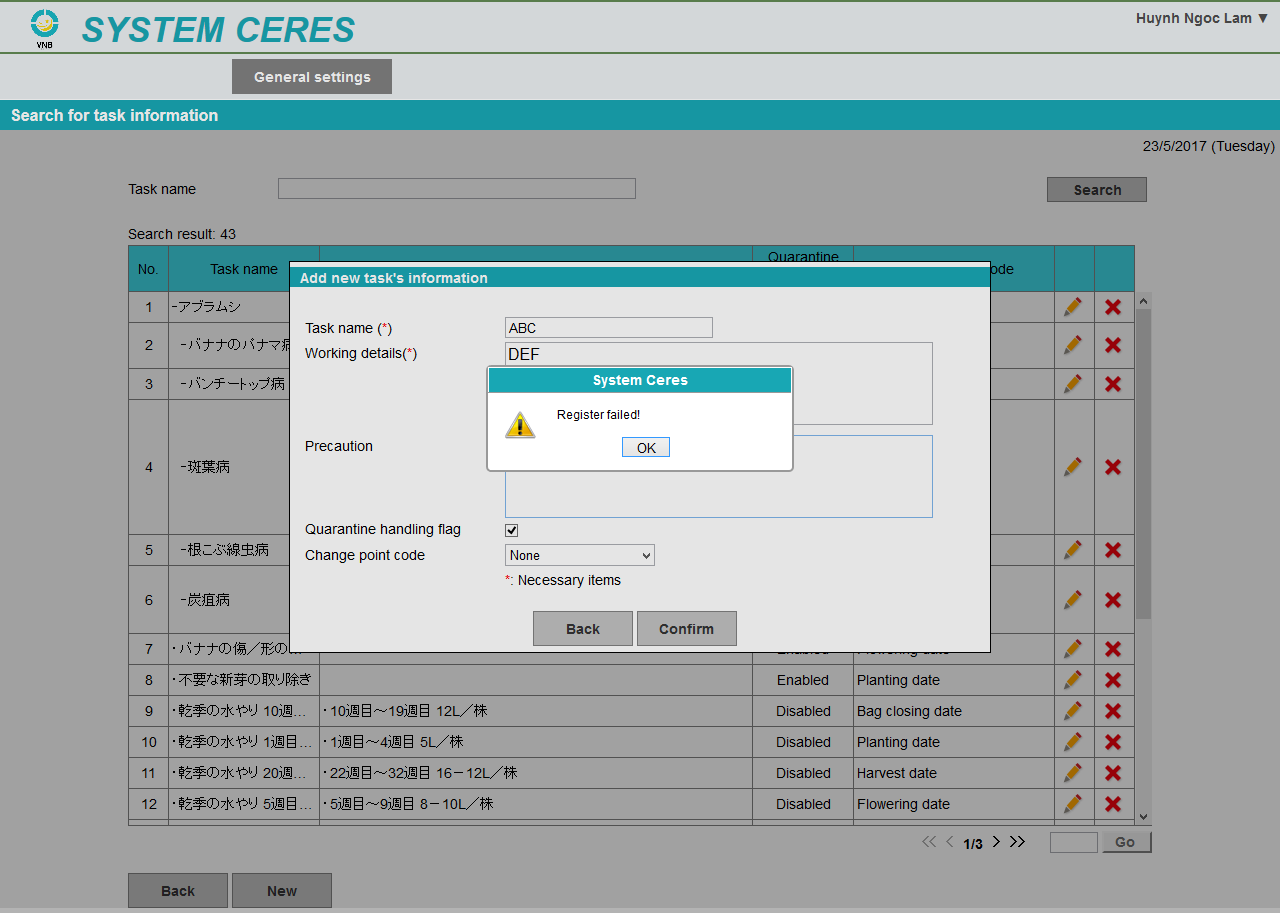 VNB
SYSTEM CERES
Huynh Ngoc Lam ▼
General settings
Search for task information
23/5/2017 (Tuesday)
Task name
Search
Search result: 43
No.
Task name
Quarantine
ode
Add new task's information
Task name (*)
ABC
Working details(*)
DEF
System Ceres
Register failed!
OK
Precaution
Quarantine handling flag
Change point code
None
*: Necessary items
Back
Confirm
1 -アブラムシ
2 -バナナのパナマ病
3 -バンチートップ病
4 -斑葉病
5 -根こぶ線虫病
6 -炭疽病
7 ・バナナの傷／形の… Enabled Flowering date
8 ・不要な新芽の取り除き Enabled Planting date
9 ・乾季の水やり 10週… ・10週目～19週目 12L／株 Disabled Bag closing date
10 ・乾季の水やり 1週目… ・1週目～4週目 5L／株 Disabled Planting date
11 ・乾季の水やり 20週… ・22週目～32週目 16－12L／株 Disabled Harvest date
12 ・乾季の水やり 5週目… ・5週目～9週目 8－10L／株 Disabled Flowering date
<< < 1/3 > >>
Go
Back
New